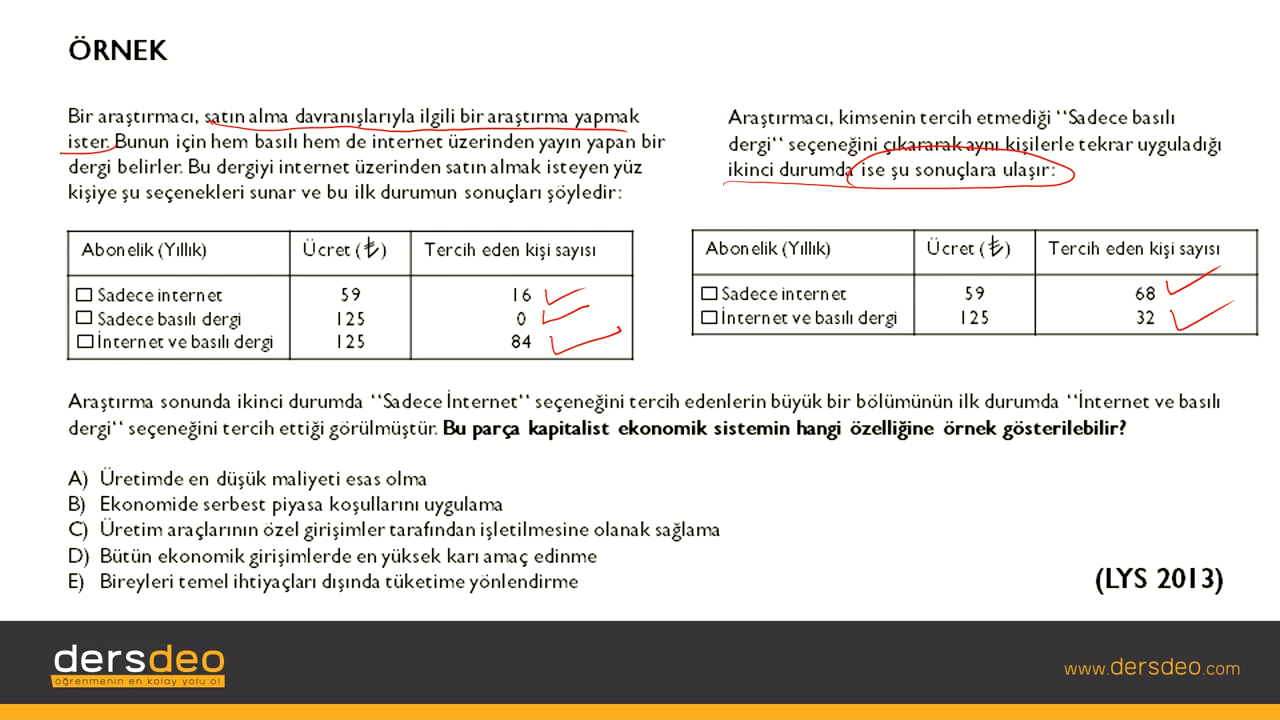 ÖRNEK
Bir araştırmacı, satın alma davranışlarıyla ilgili bir araştırma yapmak
ister. Bunun için hem basılı hem de internet üzerinden yayın yapan bir
dergi belirler. Bu dergiyi internet üzerinden satın almak isteyen yüz
kişiye şu seçenekleri sunar ve bu ilk durumun sonuçları şöyledir:
Abonelik (Yıllık) Ücret (₺) Tercih eden kişi sayısı
Sadece internet 59 16
Sadece basılı dergi 125 0
İnternet ve basılı dergi 125 84
Araştırmacı, kimsenin tercih etmediği ‘‘Sadece basılı
dergi‘‘ seçeneğini çıkararak aynı kişilerle tekrar uyguladığı
ikinci durumda ise şu sonuçlara ulaşır:
Abonelik (Yıllık) Ücret (₺) Tercih eden kişi sayısı
Sadece internet 59 68
İnternet ve basılı dergi 125 32
Araştırma sonunda ikinci durumda ‘‘Sadece İnternet‘‘ seçeneğini tercih edenlerin büyük bir bölümünün ilk durumda ‘‘İnternet ve basılı
dergi‘‘ seçeneğini tercih ettiği görülmüştür. Bu parça kapitalist ekonomik sistemin hangi özelliğine örnek gösterilebilir?
A) Üretimde en düşük maliyeti esas olma
B) Ekonomide serbest piyasa koşullarını uygulama
C) Üretim araçlarının özel girişimler tarafından işletilmesine olanak sağlama
D) Bütün ekonomik girişimlerde en yüksek karı amaç edinme
E) Bireyleri temel ihtiyaçları dışında tüketime yönlendirme
(LYS 2013)
dersdeo
öğrenmenin en kolay yolu o!
www.dersdeo.com